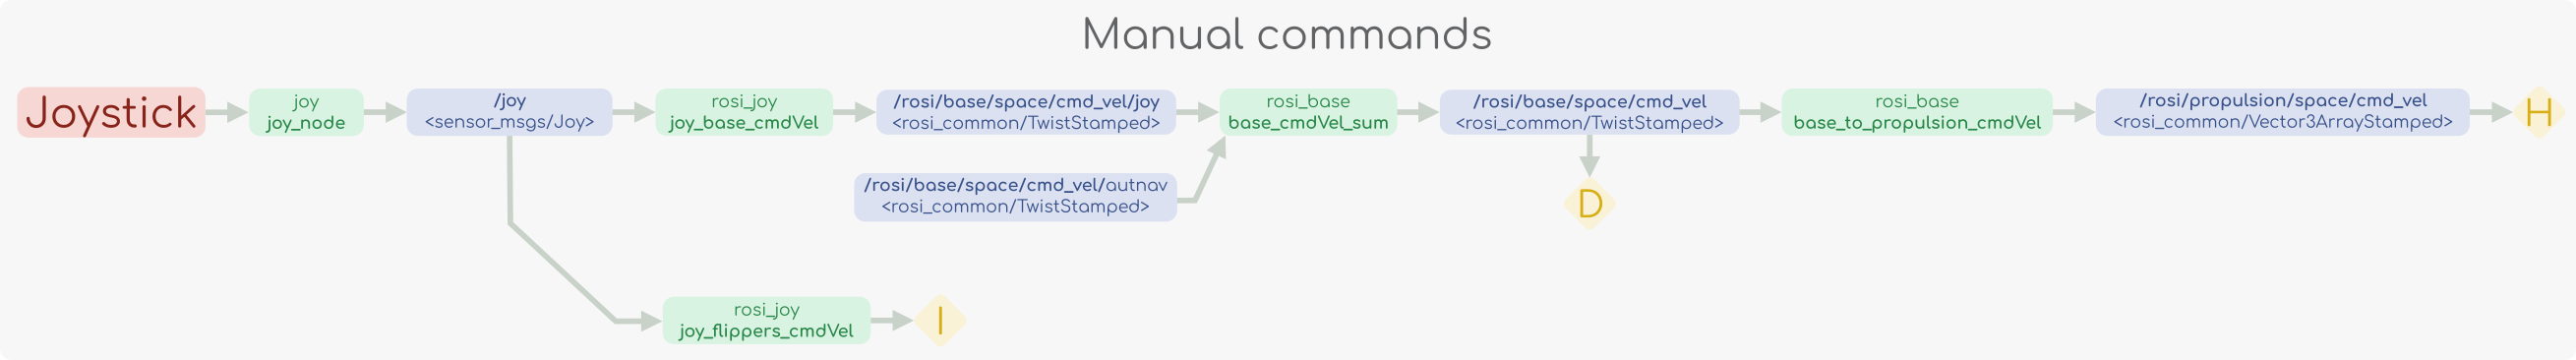 Manual commands
Joystick
joy
joy_node
/joy
<sensor_msgs/Joy>
rosi_joy
joy_base_cmdVel
/rosi/base/space/cmd_vel/joy
<rosi_common/TwistStamped>
rosi_base
base_cmdVel_sum
/rosi/base/space/cmd_vel
<rosi_common/TwistStamped>
rosi_base
base_to_propulsion_cmdVel
/rosi/propulsion/space/cmd_vel
<rosi_common/Vector3ArrayStamped>
H
/rosi/base/space/cmd_vel/autnav
<rosi_common/TwistStamped>
D
rosi_joy
joy_flippers_cmdVel
I